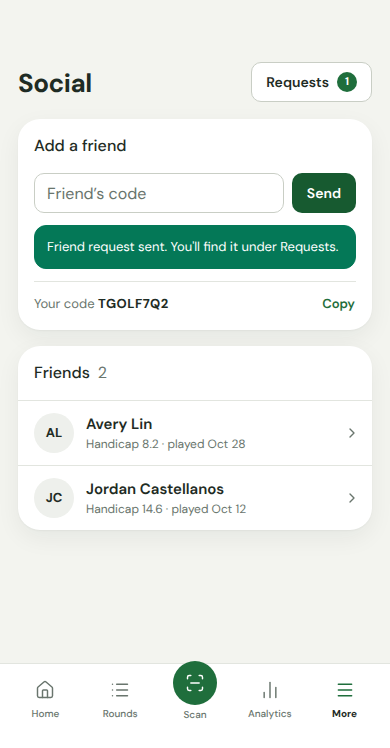 Social
Requests 1
Add a friend
Friend's code
Send
Friend request sent. You'll find it under Requests.
Your code TGOLF7Q2
Copy
Friends 2
AL
Avery Lin
Handicap 8.2 · played Oct 28
JC
Jordan Castellanos
Handicap 14.6 · played Oct 12
Home
Rounds
Scan
Analytics
More